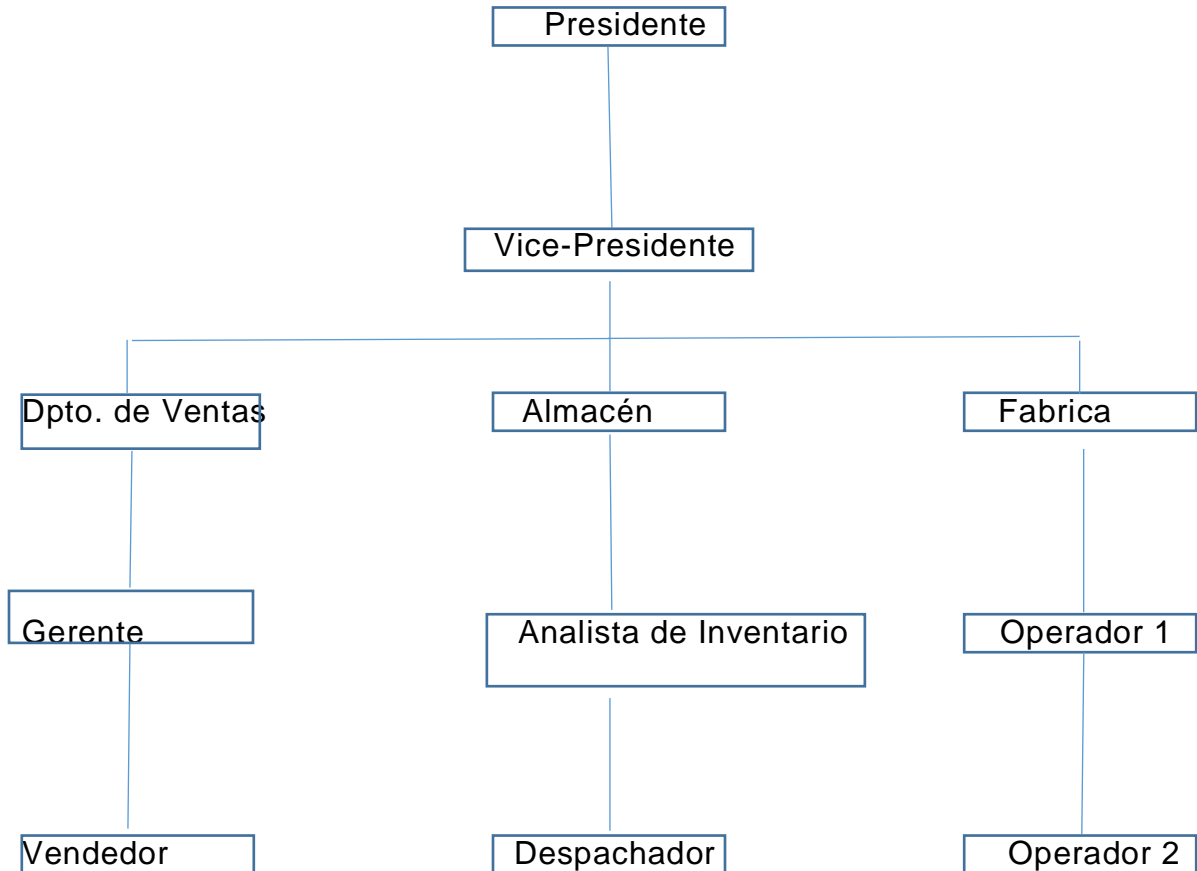 Presidente
Vice-Presidente
Dpto. de Ventas
Almacén
Fabrica
Gerente
Analista de Inventario
Operador 1
Vendedor
Despachador
Operador 2